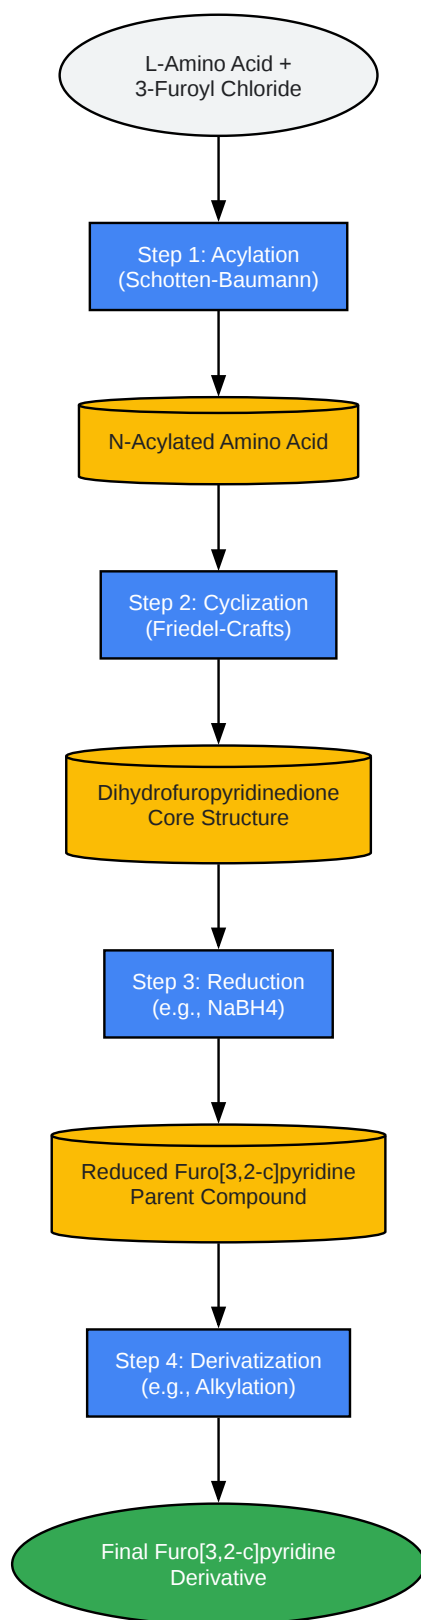 L-Amino Acid +
3-Furoyl Chloride
Step 1: Acylation
(Schotten-Baumann)
N-Acylated Amino Acid
Step 2: Cyclization
(Friedel-Crafts)
Dihydrofuropyridinedione
Core Structure
Step 3: Reduction
(e.g., NaBH4)
Reduced Furo[3,2-c]pyridine
Parent Compound
Step 4: Derivatization
(e.g., Alkylation)
Final Furo[3,2-c]pyridine
Derivative